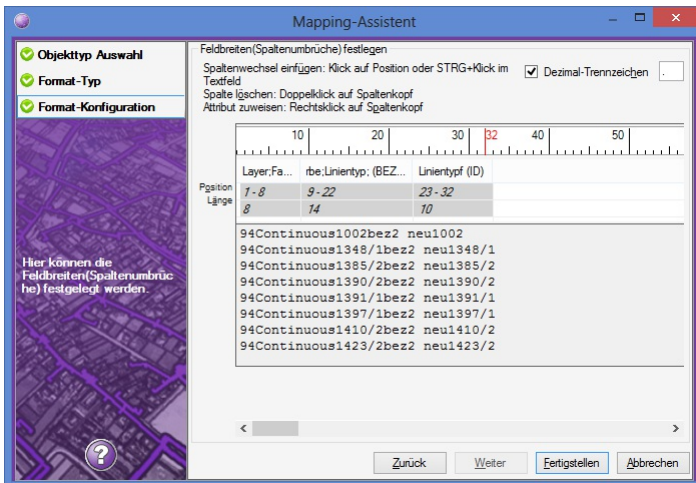 Mapping-Assistent
Objekttyp Auswahl
Format-Typ
Format-Konfiguration
Hier können die
Feldbreiten(Spaltenumbrüc
he) festgelegt werden.
?
Feldbreiten(Spaltenumbrüche) festlegen
Spaltenwechsel einfügen: Klick auf Position oder STRG+Klick im
Textfeld
Spalte löschen: Doppelklick auf Spaltenkopf
Attribut zuweisen: Rechtsklick auf Spaltenkopf
Dezimal-Trennzeichen .
10 20 30 32 40 50
Layer;Fa... rbe;Linientyp; (BEZ... Linientypf (ID)
Position 1 - 8 9 - 22 23 - 32
Länge 8 14 10
94Continuous1002bez2 neu1002
94Continuous1348/1bez2 neu1348/1
94Continuous1385/2bez2 neu1385/2
94Continuous1390/2bez2 neu1390/2
94Continuous1391/1bez2 neu1391/1
94Continuous1397/1bez2 neu1397/1
94Continuous1410/2bez2 neu1410/2
94Continuous1423/2bez2 neu1423/2
Zurück Weiter Fertigstellen Abbrechen